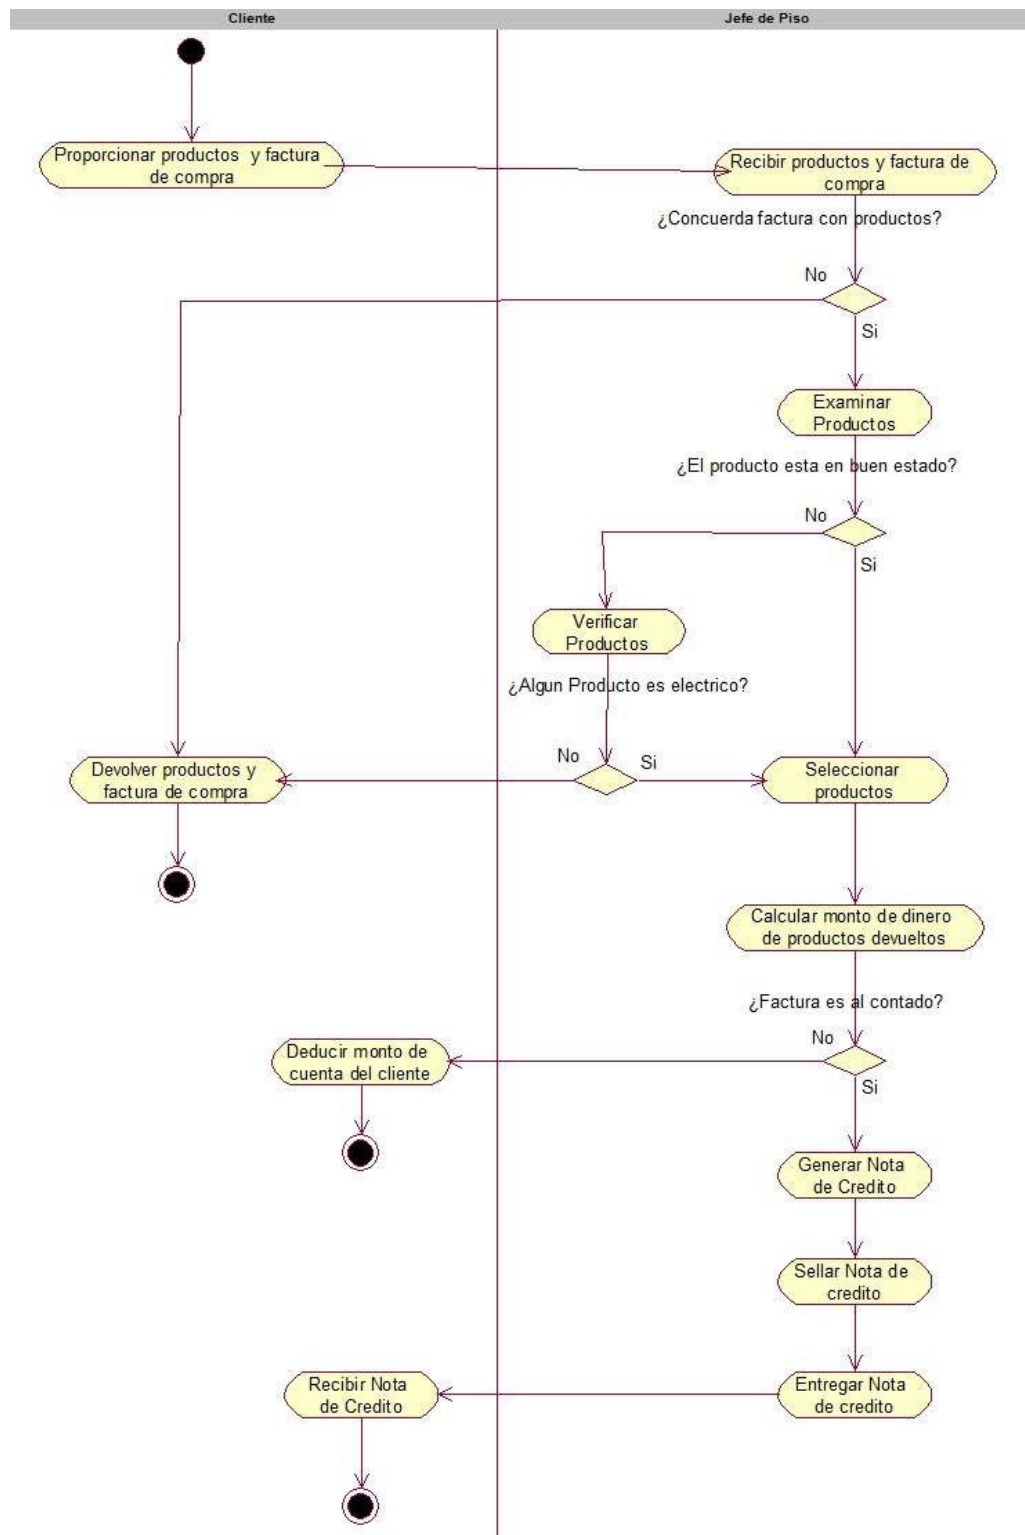 Cliente
Jefe de Piso
Proporcionar productos y factura
de compra
Recibir productos y factura de
compra
¿Concuerda factura con productos?
No
Si
Examinar
Productos
¿El producto esta en buen estado?
No
Si
Verificar
Productos
¿Algun Producto es electrico?
No
Si
Devolver productos y
factura de compra
Seleccionar
productos
Calcular monto de dinero
de productos devueltos
¿Factura es al contado?
No
Deducir monto de
cuenta del cliente
Si
Generar Nota
de Credito
Sellar Nota de
credito
Recibir Nota
de Credito
Entregar Nota
de credito